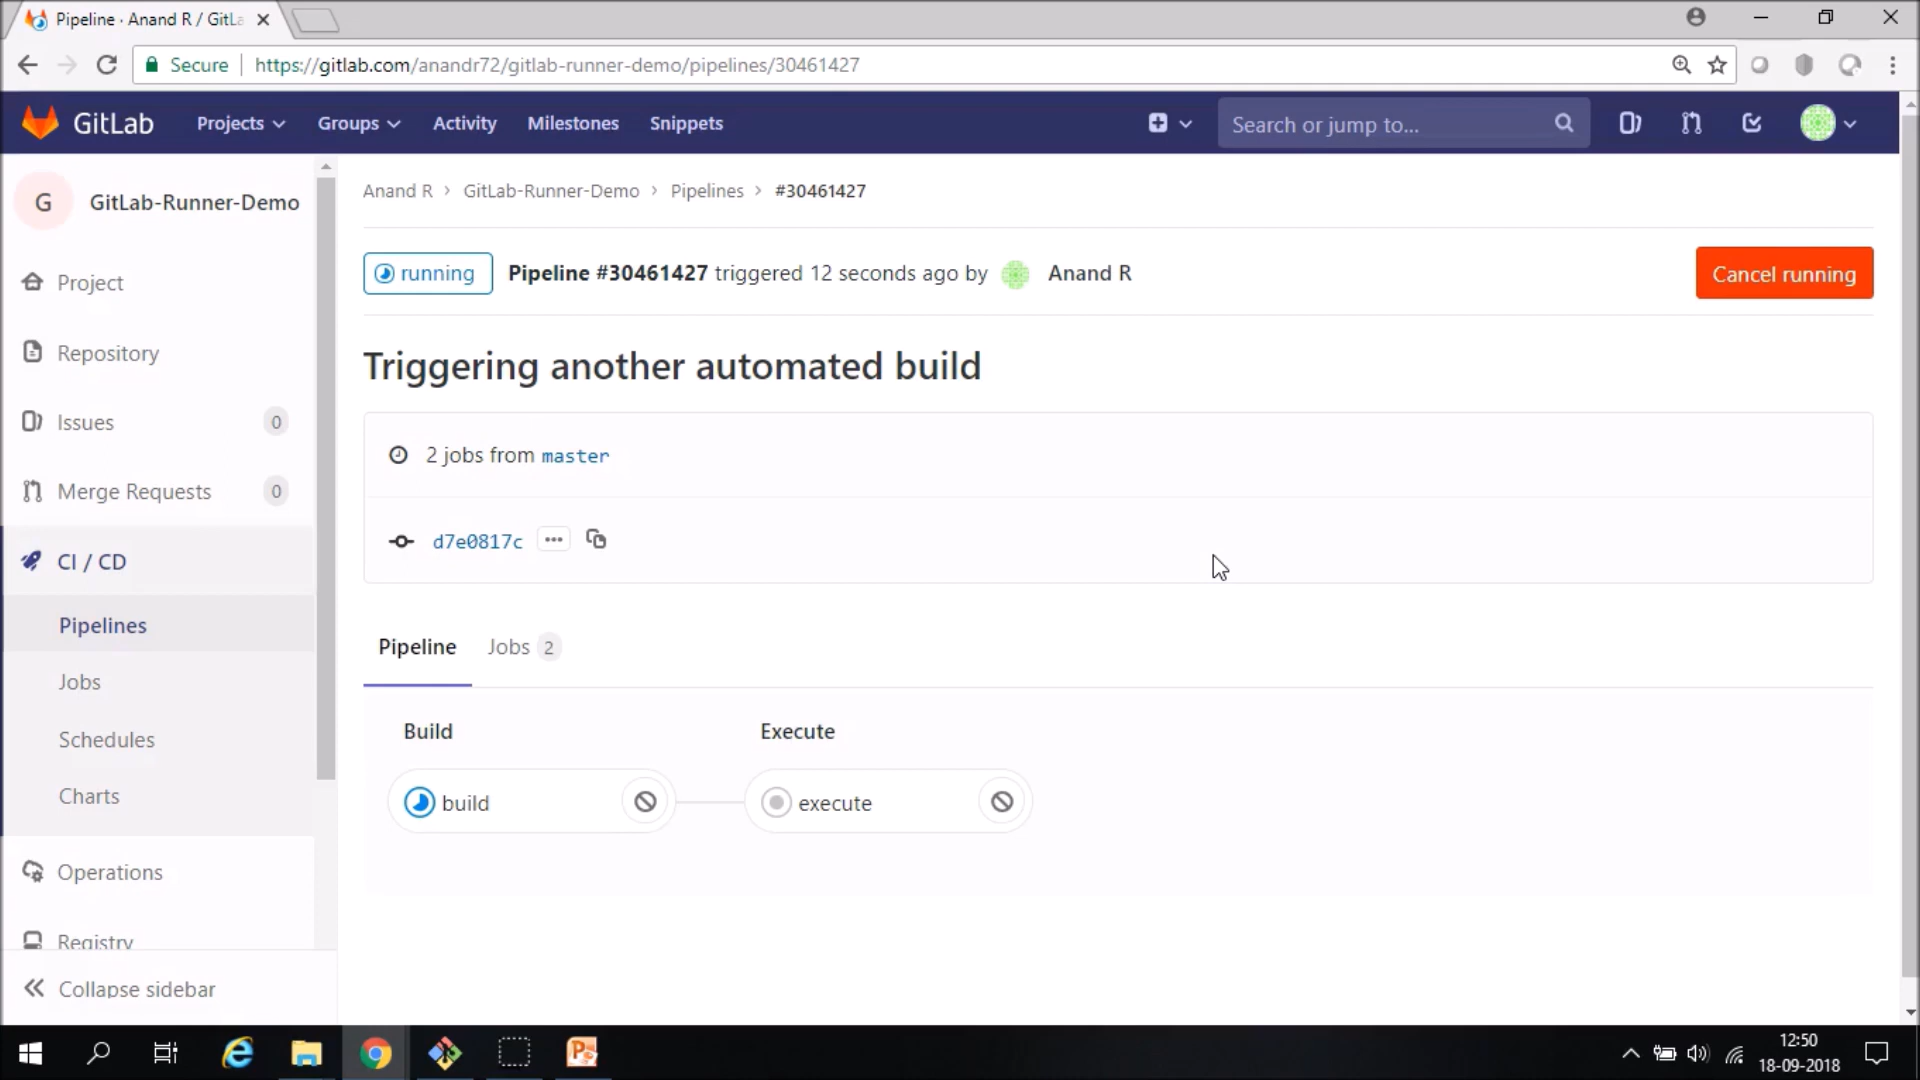 Pipeline · Anand R / GitLa
Secure
https://gitlab.com/anandr72/gitlab-runner-demo/pipelines/30461427
GitLab
Projects
Groups
Activity
Milestones
Snippets
Search or jump to...
G
GitLab-Runner-Demo
Project
Repository
Issues 0
Merge Requests 0
CI / CD
Pipelines
Jobs
Schedules
Charts
Operations
Registry
Collapse sidebar
Anand R > GitLab-Runner-Demo > Pipelines > #30461427
running Pipeline #30461427 triggered 12 seconds ago by Anand R
Cancel running
Triggering another automated build
2 jobs from master
d7e0817c ...
Pipeline Jobs 2
Build Execute
build execute
12:50
18-09-2018